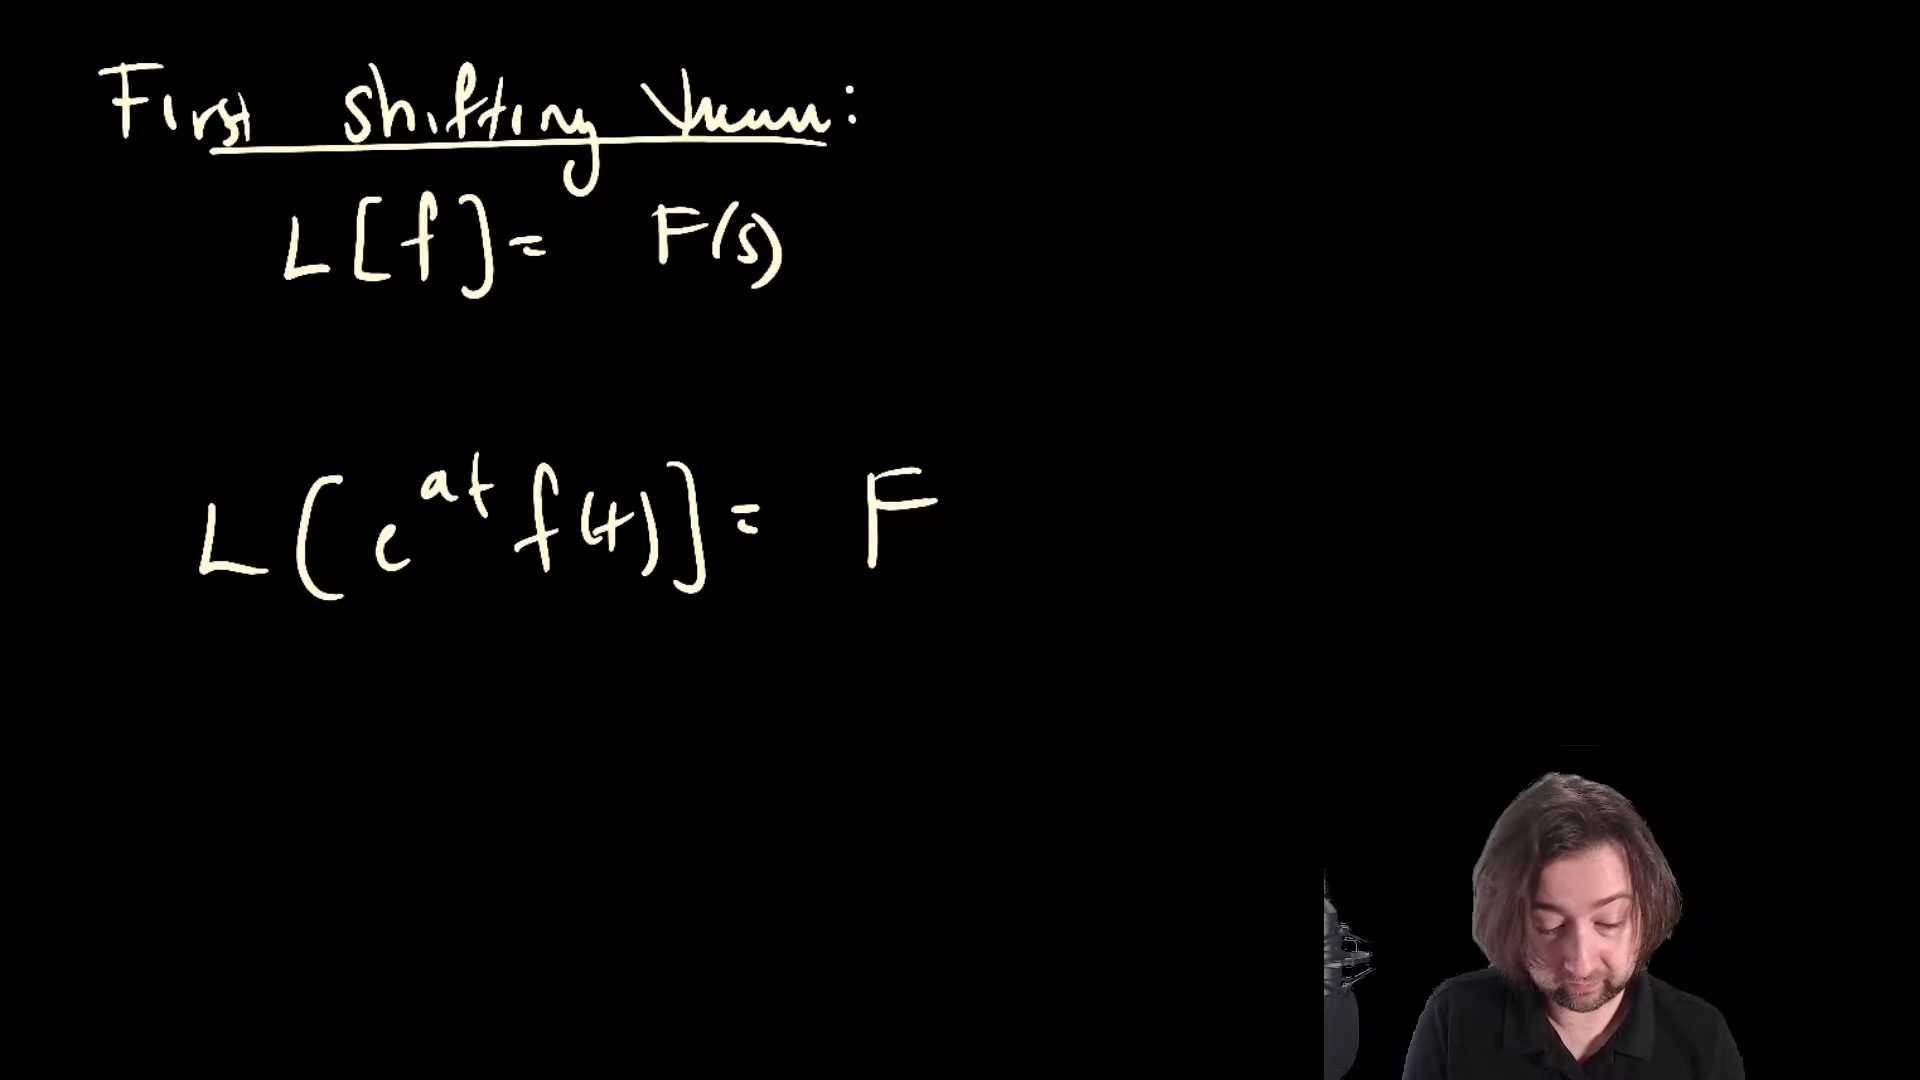 First shifting theorem:
L[f] = F(s)
L[e^{at} f(t)] = F